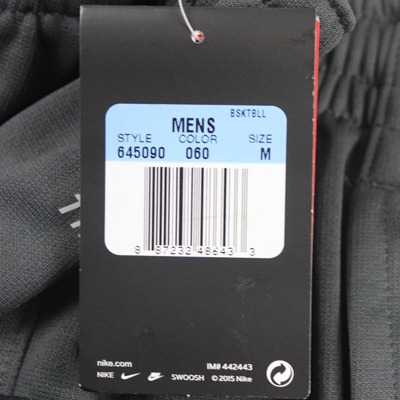 BSKTBLL
MENS
STYLE COLOR SIZE
645090 060 M
8 87232 48643 3
nike.com IM# 442443
NIKE SWOOSH ©2015 Nike